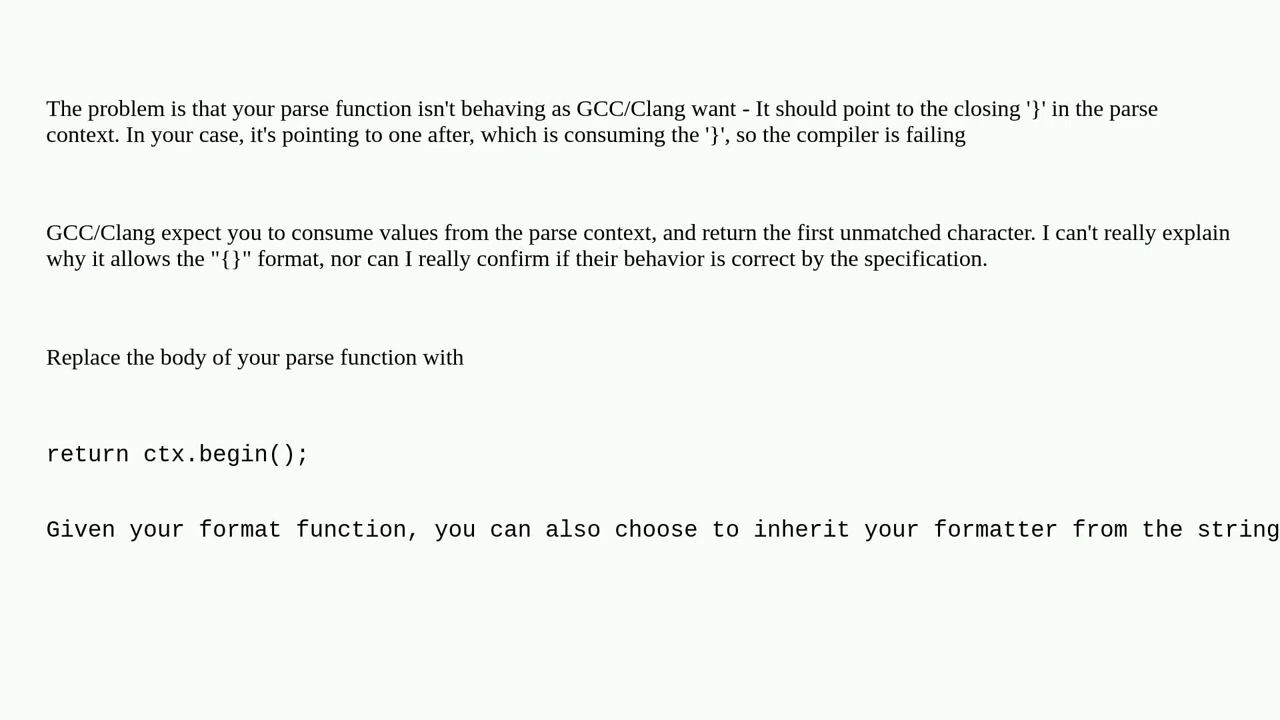 The problem is that your parse function isn't behaving as GCC/Clang want - It should point to the closing '}' in the parse
context. In your case, it's pointing to one after, which is consuming the '}', so the compiler is failing
GCC/Clang expect you to consume values from the parse context, and return the first unmatched character. I can't really explain
why it allows the "{}" format, nor can I really confirm if their behavior is correct by the specification.
Replace the body of your parse function with
return ctx.begin();
Given your format function, you can also choose to inherit your formatter from the string